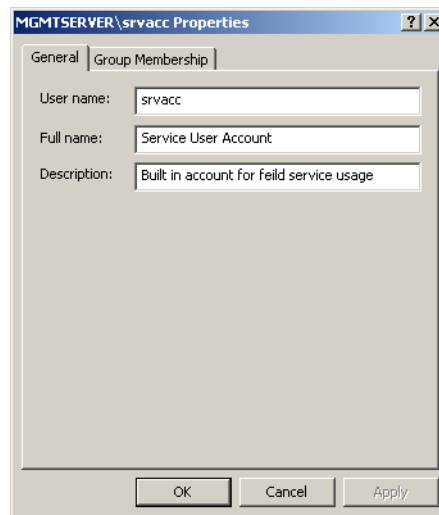 MGMTSERVER\srvacc Properties
General Group Membership
User name: srvacc
Full name: Service User Account
Description: Built in account for feild service usage
OK Cancel Apply